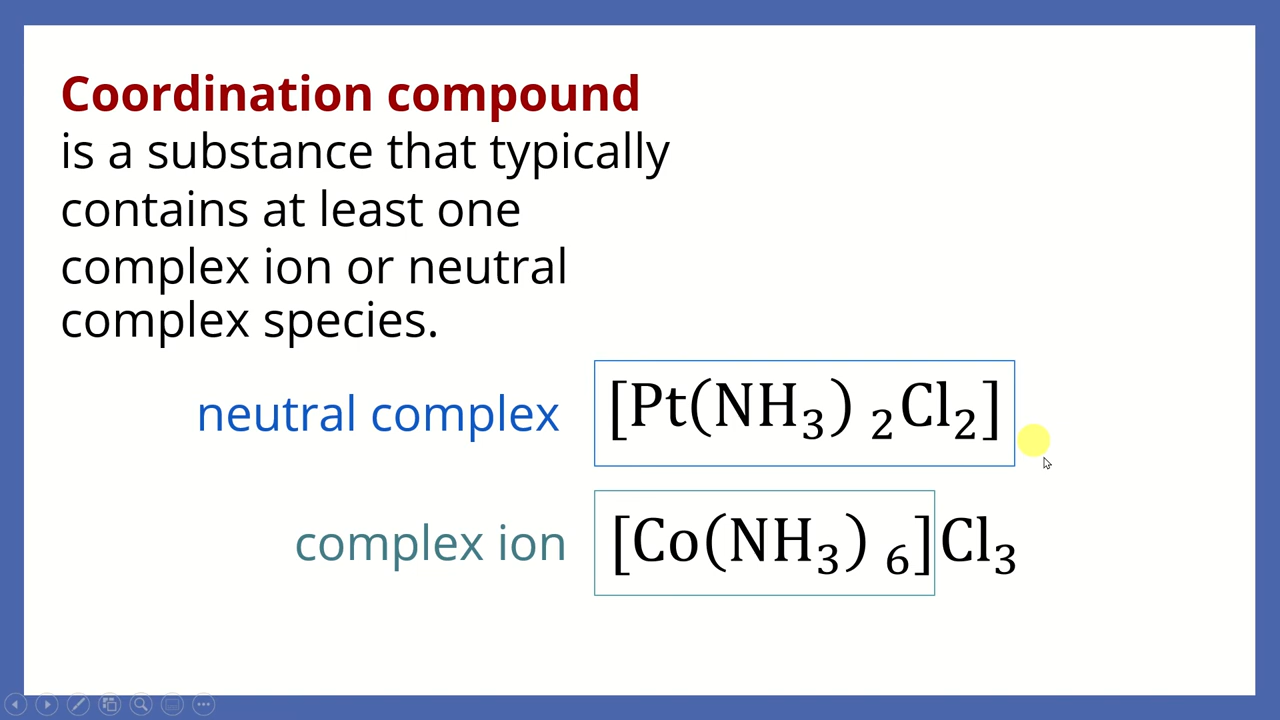 Coordination compound
is a substance that typically
contains at least one
complex ion or neutral
complex species.
neutral complex [Pt(NH₃) ₂Cl₂]
complex ion [Co(NH₃) ₆]Cl₃